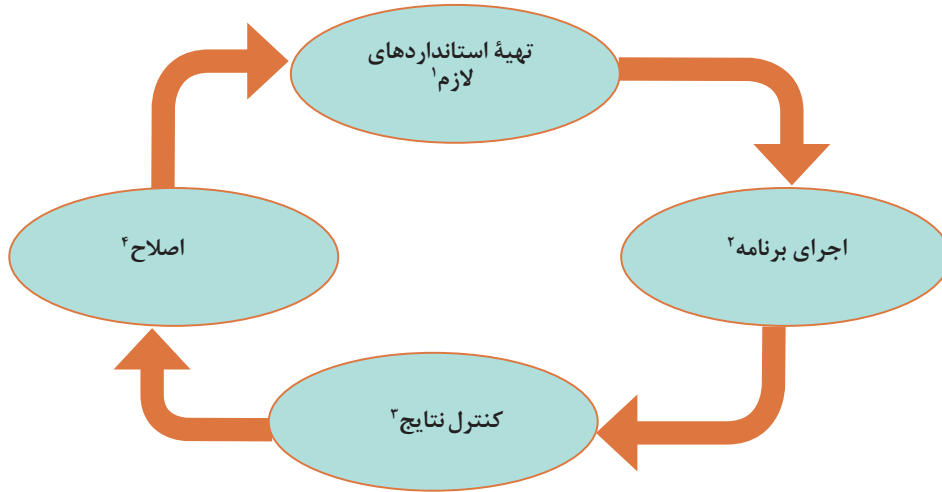 تهیهٔ استانداردهای
لازم۱
اجرای برنامه۲
کنترل نتایج۳
اصلاح۴